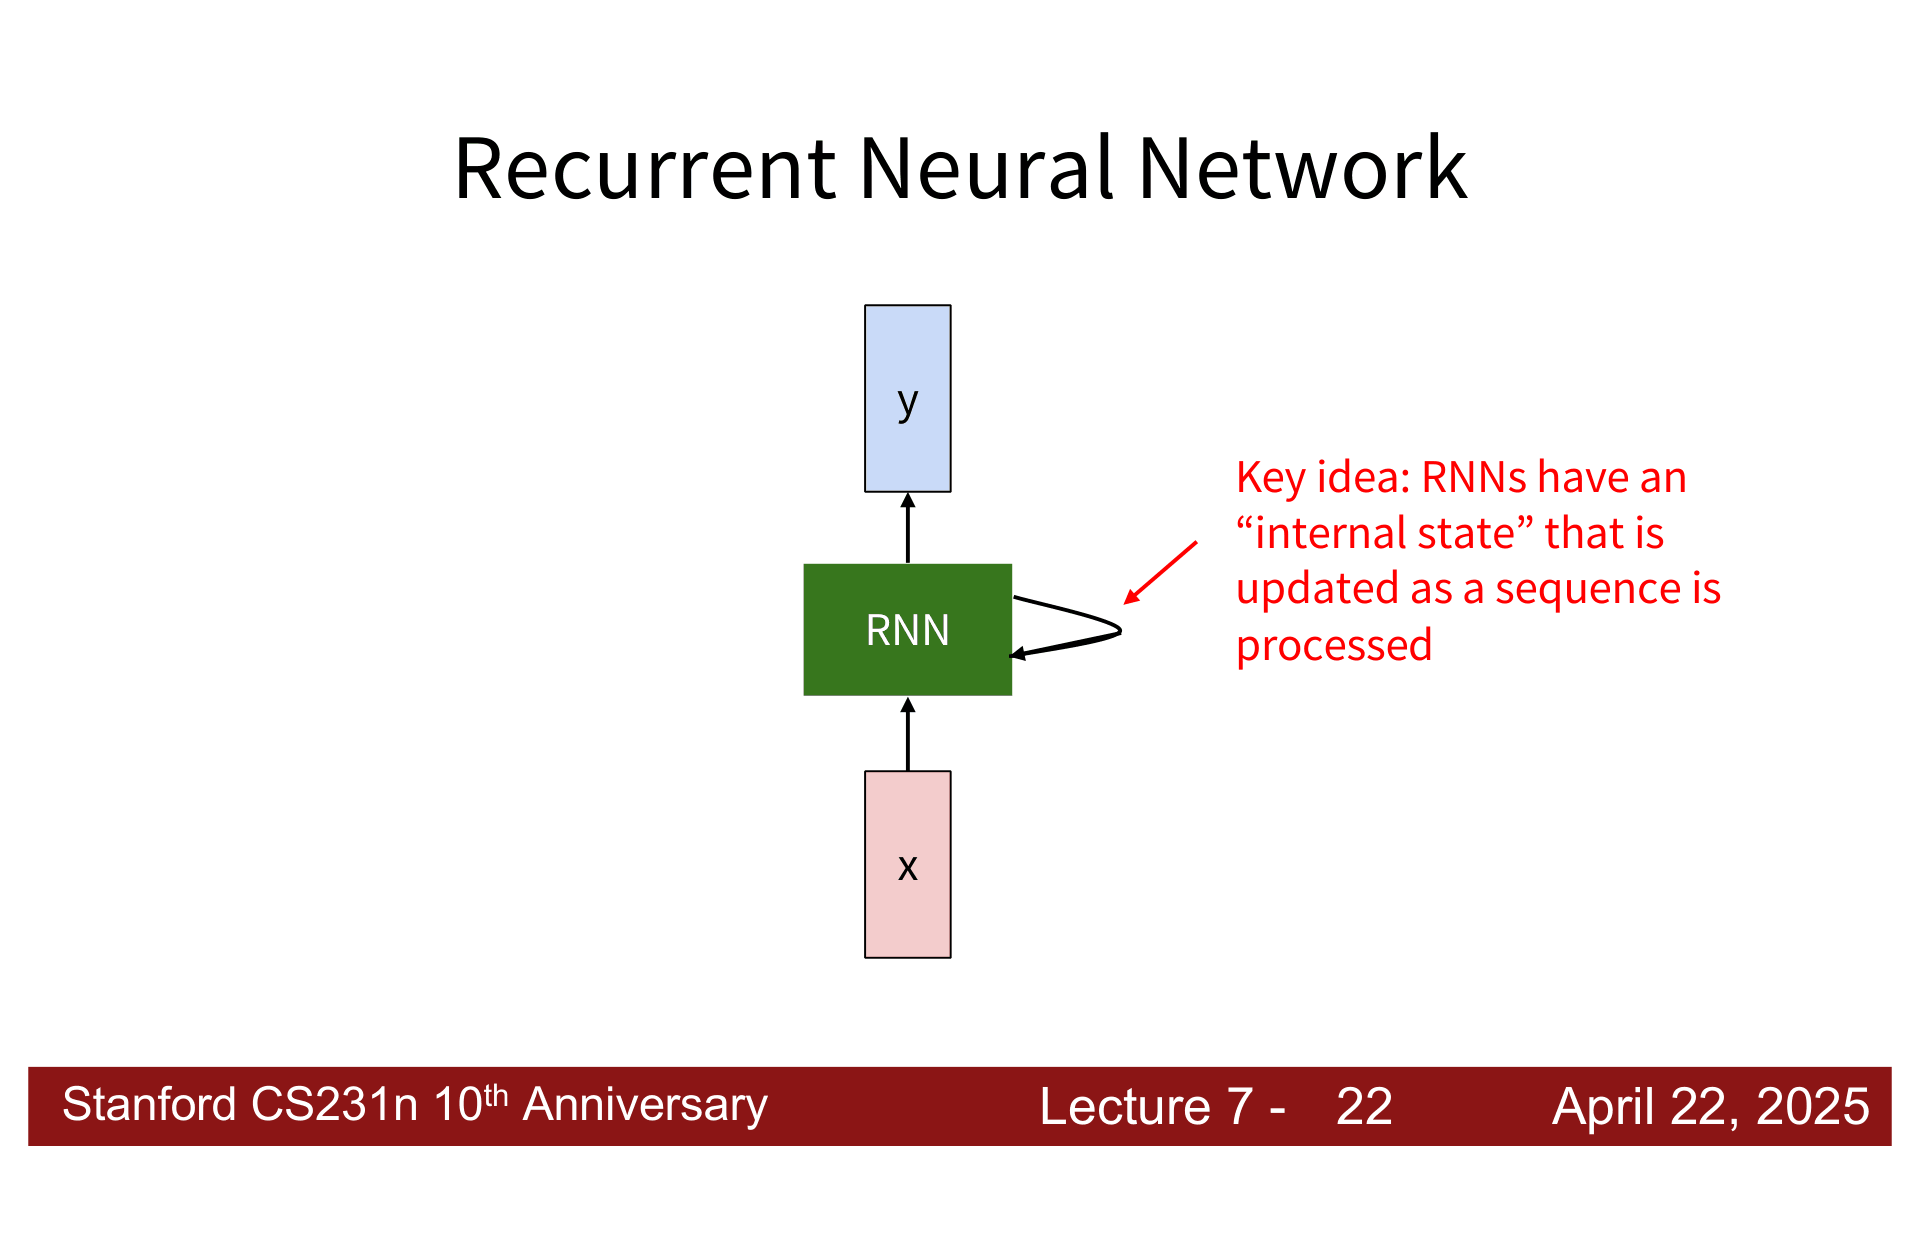 Recurrent Neural Network
y
Key idea: RNNs have an
“internal state” that is
updated as a sequence is
processed
RNN
x
Stanford CS231n 10th Anniversary
Lecture 7 - 22
April 22, 2025